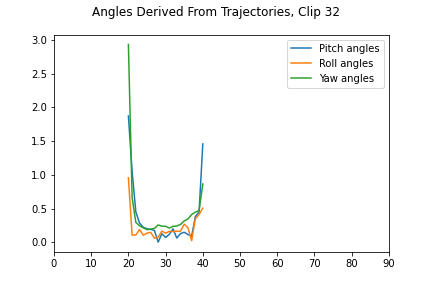 Angles Derived From Trajectories, Clip 32
Pitch angles
Roll angles
Yaw angles
3.0
2.5
2.0
1.5
1.0
0.5
0.0
0 10 20 30 40 50 60 70 80 90